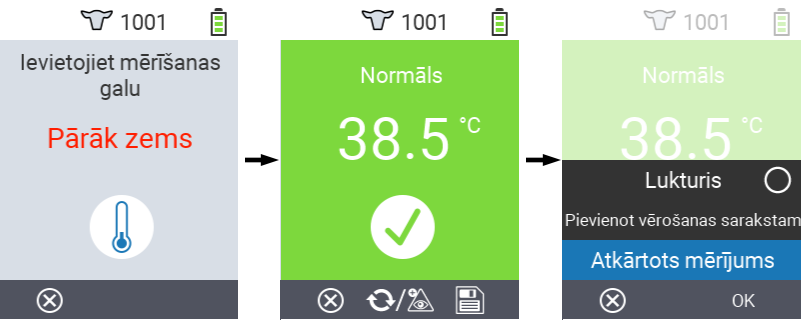 1001
Ievietojiet mērīšanas
galu
Pārāk zems
1001
Normāls
38.5 °C
1001
Normāls
38.5 °C
Lukturis
Pievienot vērošanas sarakstam
Atkārtots mērījums
OK